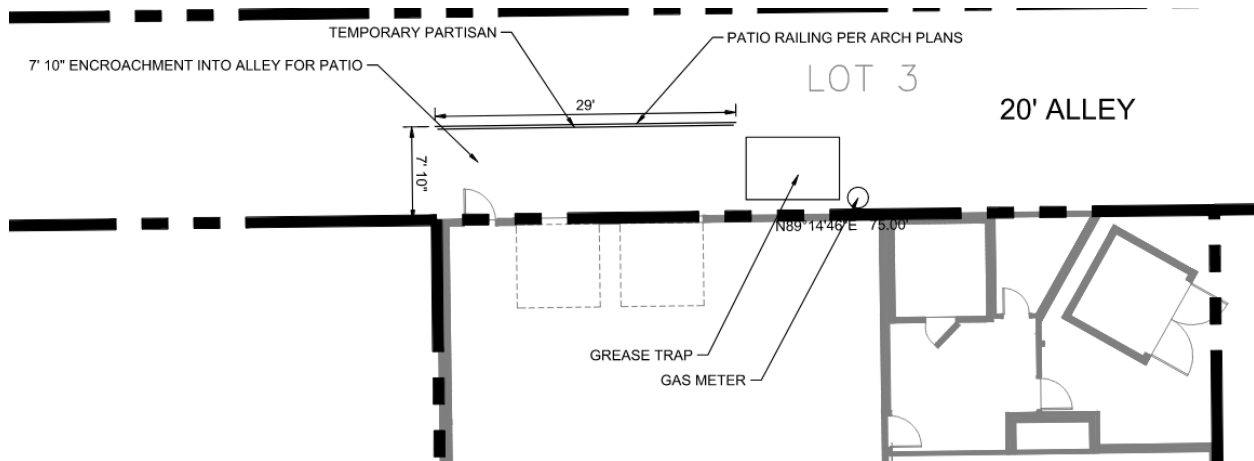 TEMPORARY PARTISAN
PATIO RAILING PER ARCH PLANS
7' 10" ENCROACHMENT INTO ALLEY FOR PATIO
LOT 3
29'
20' ALLEY
7' 10"
N89°14'46"E 75.00'
GREASE TRAP
GAS METER